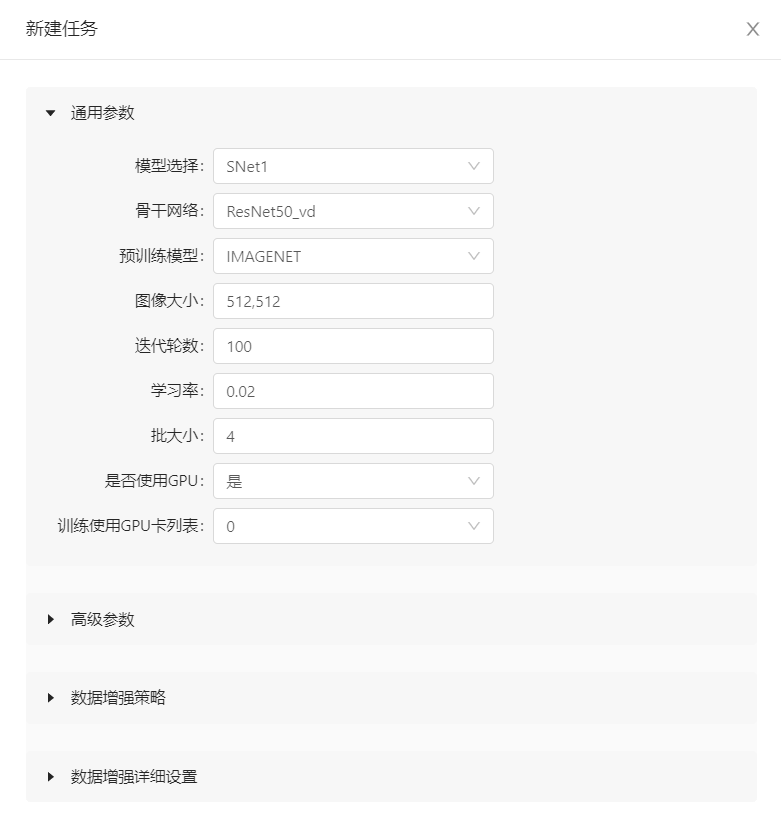 新建任务
通用参数
模型选择: SNet1
骨干网络: ResNet50_vd
预训练模型: IMAGENET
图像大小: 512,512
迭代轮数: 100
学习率: 0.02
批大小: 4
是否使用GPU: 是
训练使用GPU卡列表: 0
高级参数
数据增强策略
数据增强详细设置